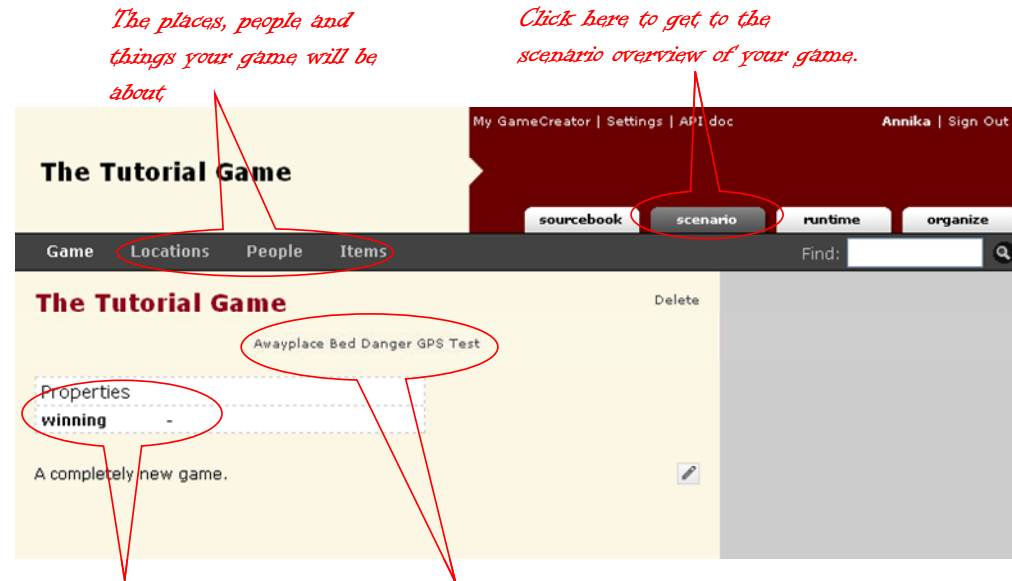 The places, people and
things your game will be
about
Click here to get to the
scenario overview of your game.
My GameCreator | Settings | API doc
Annika | Sign Out
The Tutorial Game
sourcebook
scenario
runtime
organize
Game
Locations
People
Items
Find:
The Tutorial Game
Delete
Awayplace Bed Danger GPS Test
Properties
winning -
A completely new game.